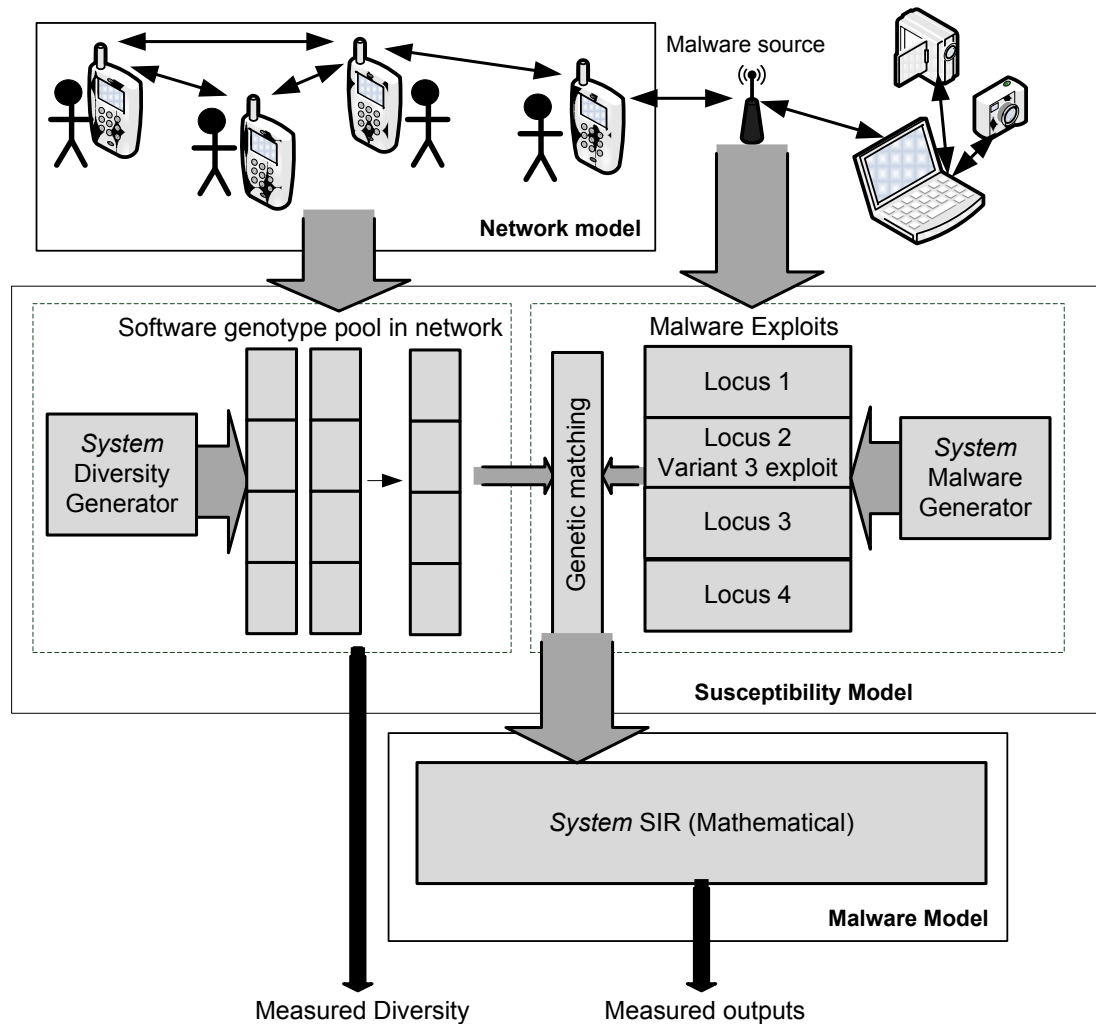 Malware source
Network model
Software genotype pool in network
Malware Exploits
System
Diversity
Generator
Genetic matching
Locus 1
Locus 2
Variant 3 exploit
Locus 3
Locus 4
System
Malware
Generator
Susceptibility Model
System SIR (Mathematical)
Malware Model
Measured Diversity
Measured outputs